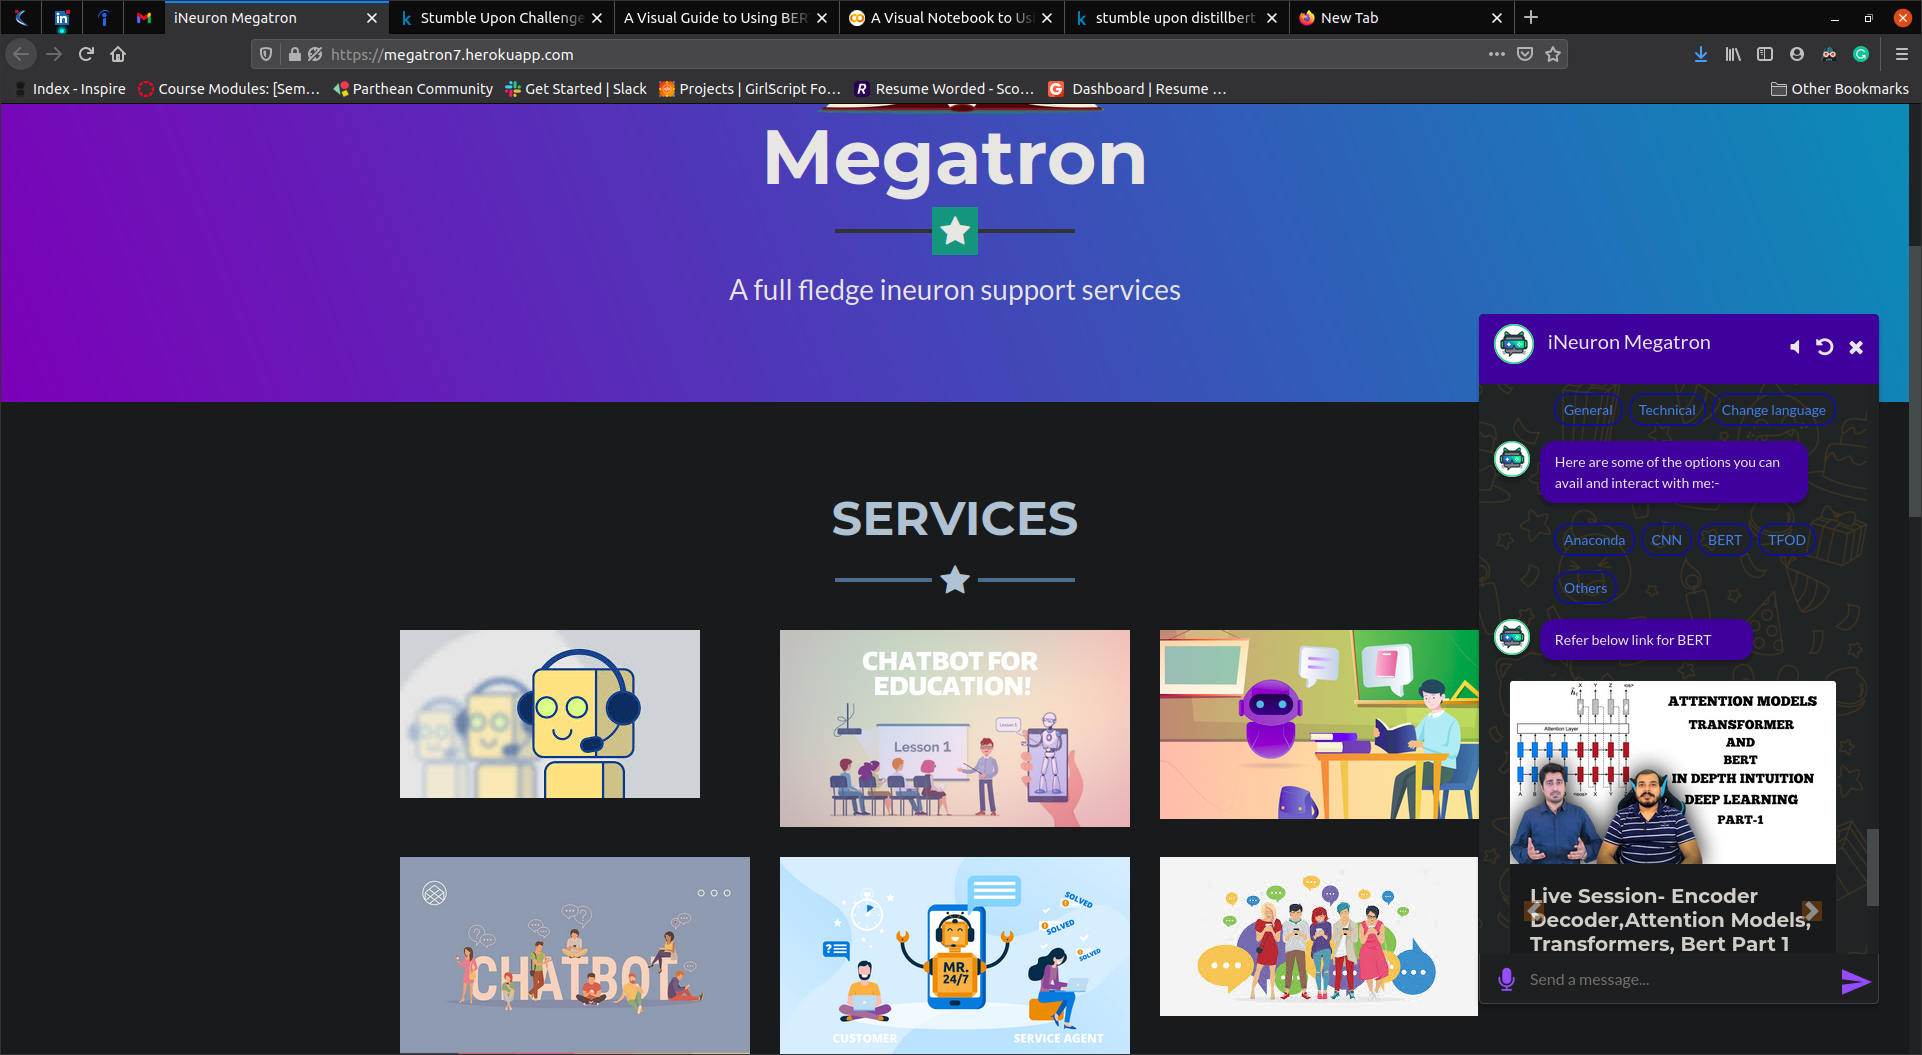 iNeuron Megatron
Stumble Upon Challenge
A Visual Guide to Using BER
A Visual Notebook to Usi
stumble upon distillbert
New Tab
https://megatron7.herokuapp.com
Index - Inspire
Course Modules: [Sem…
Parthean Community
Get Started | Slack
Projects | GirlScript Fo…
Resume Worded - Sco…
Dashboard | Resume …
Other Bookmarks
Megatron
A full fledge ineuron support services
SERVICES
CHATBOT FOR
EDUCATION!
Lesson 1
Lesson 1
CHATBOT
SOLVED
SOLVED
SOLVED
MR.
24/7
CUSTOMER
SERVICE AGENT
iNeuron Megatron
General
Technical
Change language
Here are some of the options you can
avail and interact with me:-
Anaconda
CNN
BERT
TFOD
Others
Refer below link for BERT
Attention Layer
ATTENTION MODELS
TRANSFORMER
AND
BERT
IN DEPTH INTUITION
DEEP LEARNING
PART-1
Live Session- Encoder
Decoder,Attention Models,
Transformers, Bert Part 1
Send a message...